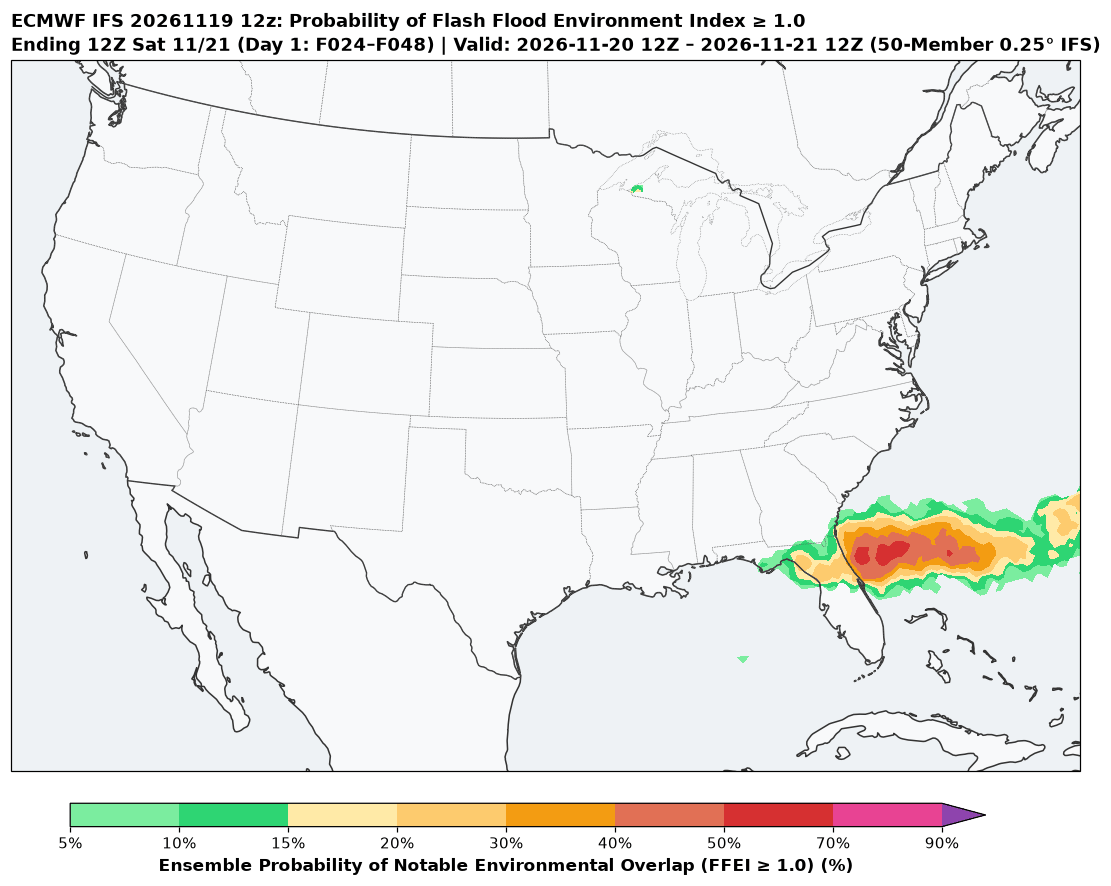 ECMWF IFS 20261119 12z: Probability of Flash Flood Environment Index ≥ 1.0
Ending 12Z Sat 11/21 (Day 1: F024–F048) | Valid: 2026-11-20 12Z – 2026-11-21 12Z (50-Member 0.25° IFS)
5% 10% 15% 20% 30% 40% 50% 70% 90%
Ensemble Probability of Notable Environmental Overlap (FFEI ≥ 1.0) (%)